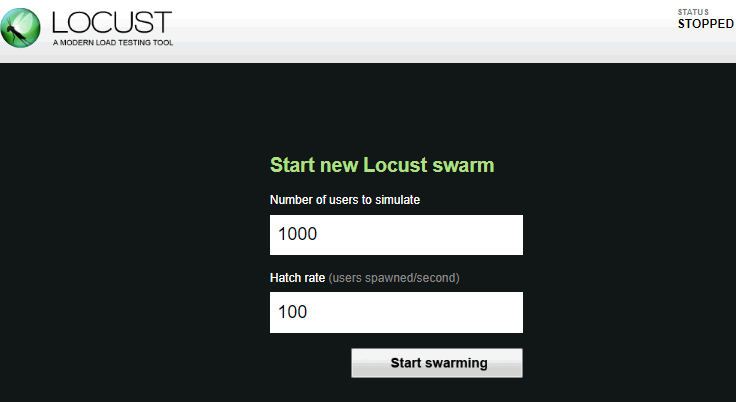 LOCUST
A MODERN LOAD TESTING TOOL
STATUS
STOPPED
Start new Locust swarm
Number of users to simulate
1000
Hatch rate (users spawned/second)
100
Start swarming